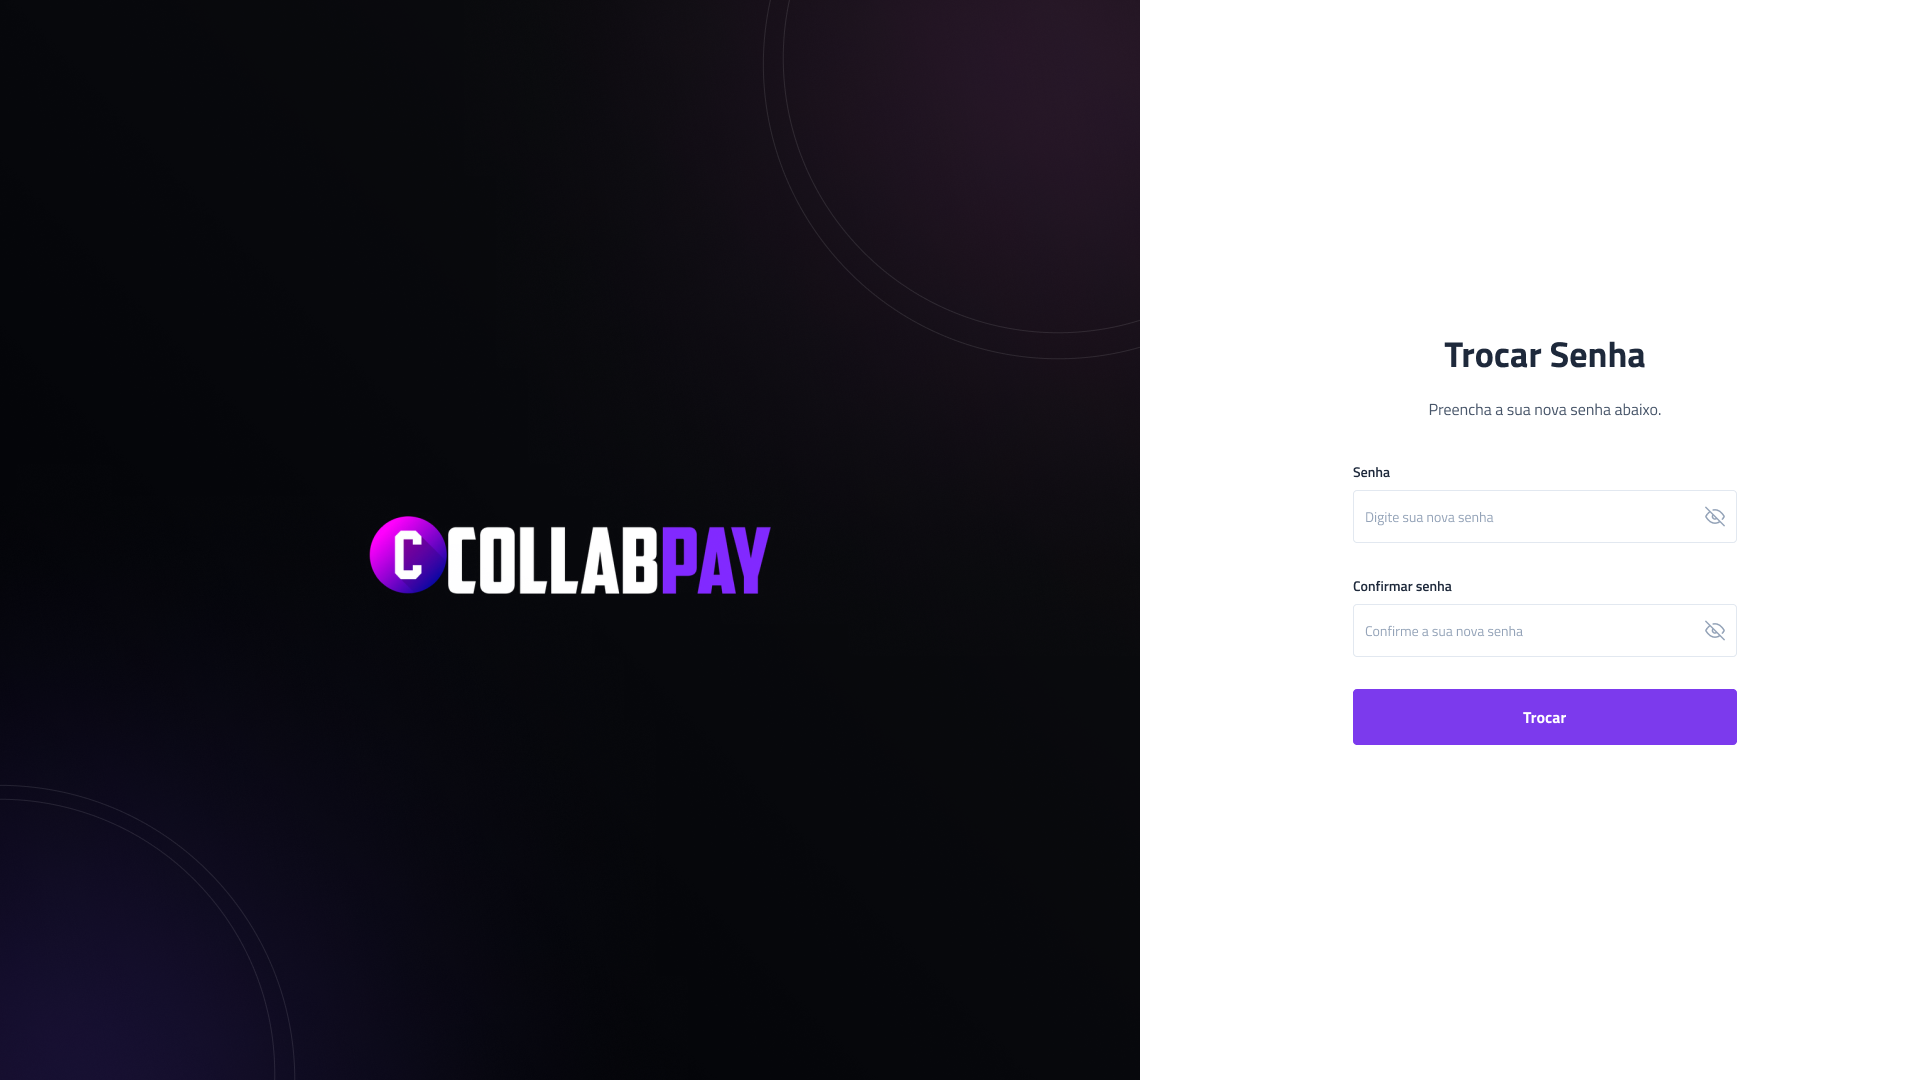 C COLLABPAY
Trocar Senha
Preencha a sua nova senha abaixo.
Senha
Digite sua nova senha
Confirmar senha
Confirme a sua nova senha
Trocar